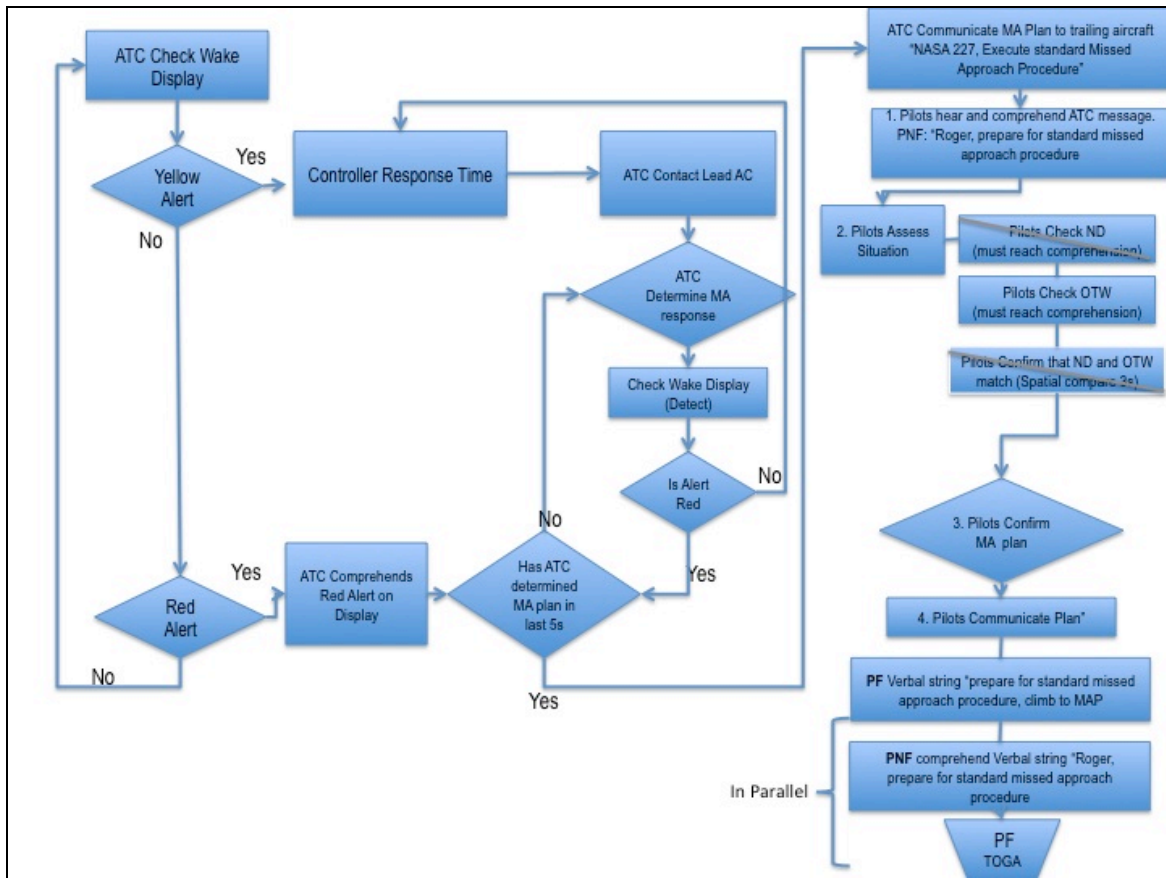 ATC Check Wake
Display
Yellow
Alert
Yes
No
Controller Response Time
ATC Contact Lead AC
ATC
Determine MA
response
Check Wake Display
(Detect)
Is Alert
Red
No
Yes
Red
Alert
Yes
No
ATC Comprehends
Red Alert on
Display
Has ATC
determined
MA plan in
last 5s
No
Yes
ATC Communicate MA Plan to trailing aircraft
“NASA 227, Execute standard Missed
Approach Procedure”
1. Pilots hear and comprehend ATC message.
PNF: “Roger, prepare for standard missed
approach procedure
2. Pilots Assess
Situation
Pilots Check ND
(must reach comprehension)
Pilots Check OTW
(must reach comprehension)
Pilots Confirm that ND and OTW
match (Spatial compare 3s)
3. Pilots Confirm
MA plan
4. Pilots Communicate Plan”
PF Verbal string “prepare for standard missed
approach procedure, climb to MAP
In Parallel
PNF comprehend Verbal string “Roger,
prepare for standard missed approach
procedure
PF
TOGA